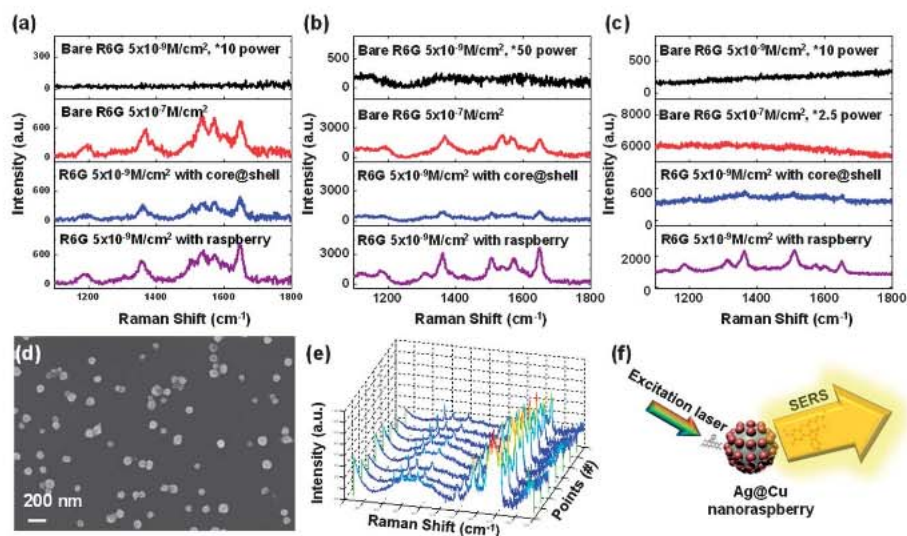 (a)
Bare R6G 5x10-9M/cm2, *10 power
300
0
Bare R6G 5x10-7M/cm2
600
0
R6G 5x10-9M/cm2 with core@shell
600
0
R6G 5x10-9M/cm2 with raspberry
600
0
1200 1400 1600 1800
Raman Shift (cm-1)
Intensity (a.u.)
(b)
Bare R6G 5x10-9M/cm2, *50 power
500
0
Bare R6G 5x10-7M/cm2
3000
0
R6G 5x10-9M/cm2 with core@shell
3000
0
R6G 5x10-9M/cm2 with raspberry
3000
0
1200 1400 1600 1800
Raman Shift (cm-1)
Intensity (a.u.)
(c)
Bare R6G 5x10-9M/cm2, *10 power
500
0
Bare R6G 5x10-7M/cm2, *2.5 power
8000
6000
R6G 5x10-9M/cm2 with core@shell
600
0
R6G 5x10-9M/cm2 with raspberry
2000
0
1200 1400 1600 1800
Raman Shift (cm-1)
Intensity (a.u.)
(d)
200 nm
(e)
Intensity (a.u.)
Raman Shift (cm-1)
Points (#)
(f)
Excitation laser
SERS
Ag@Cu
nanoraspberry